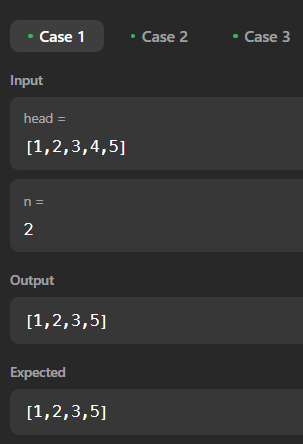 Case 1 Case 2 Case 3
Input
head =
[1,2,3,4,5]
n =
2
Output
[1,2,3,5]
Expected
[1,2,3,5]